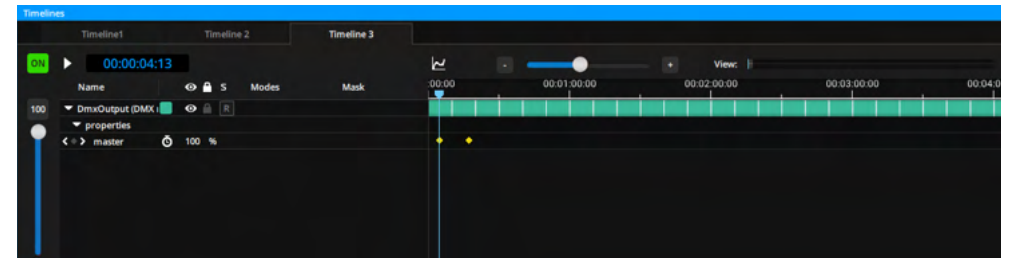 Timelines
Timeline1 Timeline 2 Timeline 3
ON 00:00:04:13 - + View:
Name S Modes Mask :00:00 00:01:00:00 00:02:00:00 00:03:00:00 00:04:0
100 DmxOutput (DMX R
properties
master 100 %